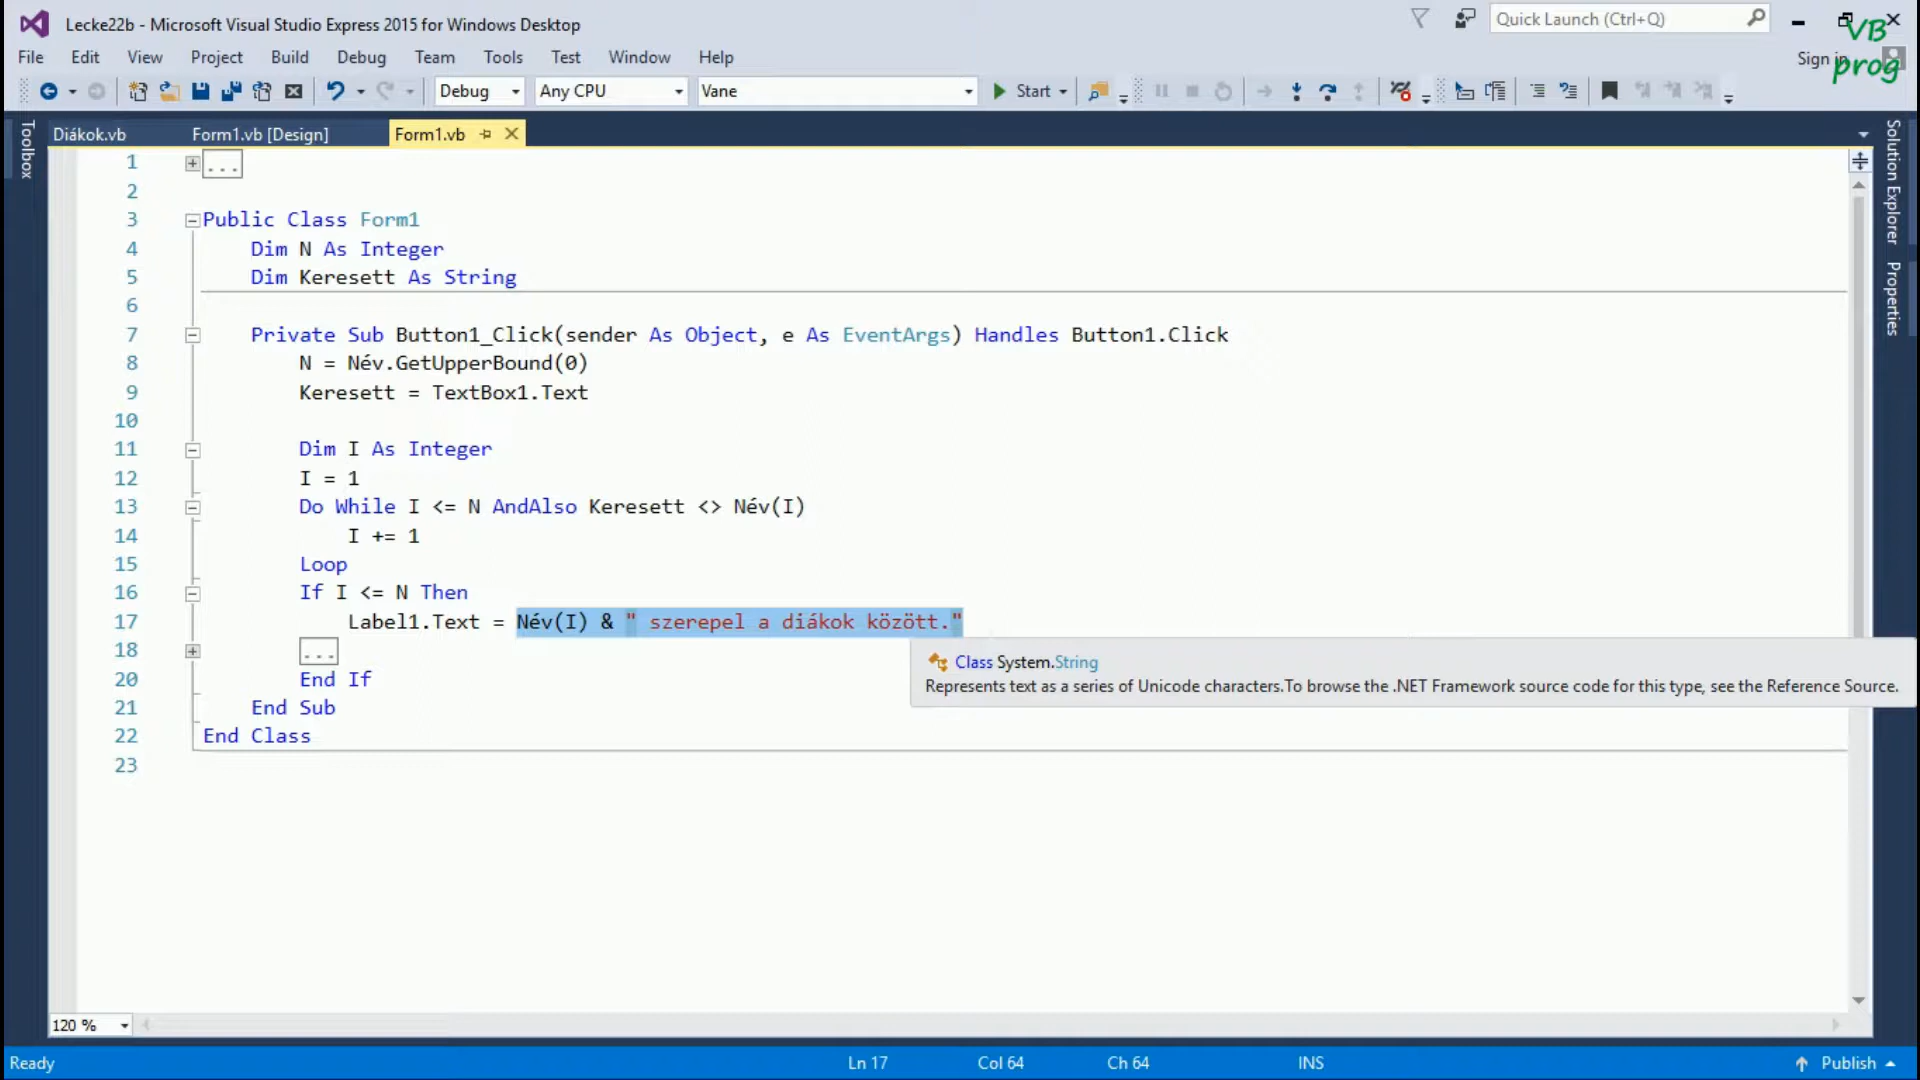 Lecke22b - Microsoft Visual Studio Express 2015 for Windows Desktop
Quick Launch (Ctrl+Q)
VB
prog
File Edit View Project Build Debug Team Tools Test Window Help
Sign in
Debug Any CPU Vane Start
Toolbox
Diákok.vb Form1.vb [Design] Form1.vb
Solution Explorer
Properties
1 ...
2
3 Public Class Form1
4 Dim N As Integer
5 Dim Keresett As String
6
7 Private Sub Button1_Click(sender As Object, e As EventArgs) Handles Button1.Click
8 N = Név.GetUpperBound(0)
9 Keresett = TextBox1.Text
10
11 Dim I As Integer
12 I = 1
13 Do While I <= N AndAlso Keresett <> Név(I)
14 I += 1
15 Loop
16 If I <= N Then
17 Label1.Text = Név(I) & " szerepel a diákok között."
18 ...
Class System.String
Represents text as a series of Unicode characters.To browse the .NET Framework source code for this type, see the Reference Source.
20 End If
21 End Sub
22 End Class
23
120 %
Ready Ln 17 Col 64 Ch 64 INS Publish